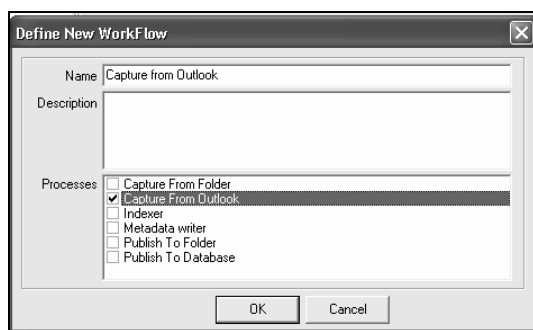 Define New WorkFlow
Name Capture from Outlook
Description
Processes Capture From Folder
Capture From Outlook
Indexer
Metadata writer
Publish To Folder
Publish To Database
OK Cancel